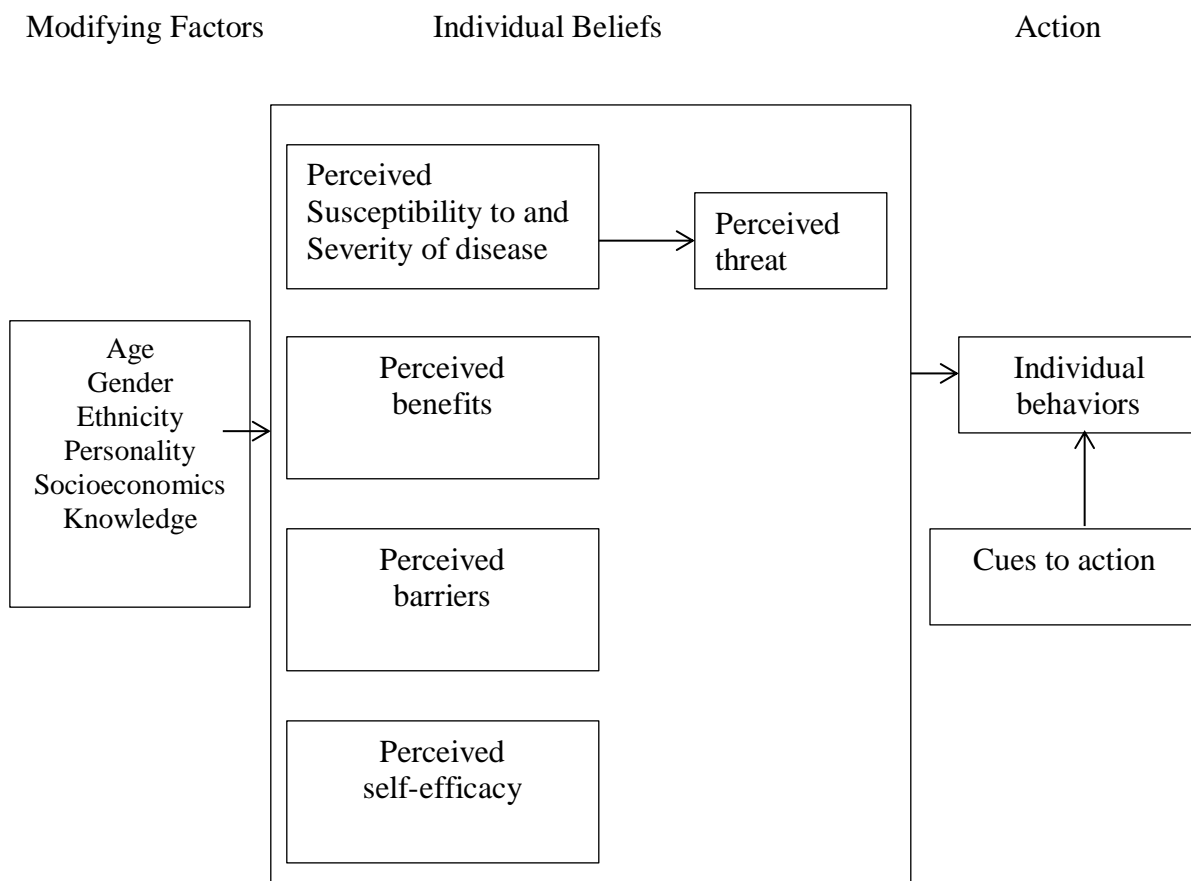 Modifying Factors
Individual Beliefs
Action
Perceived
Susceptibility to and
Severity of disease
Perceived
threat
Age
Gender
Ethnicity
Personality
Socioeconomics
Knowledge
Perceived
benefits
Individual
behaviors
Perceived
barriers
Cues to action
Perceived
self-efficacy